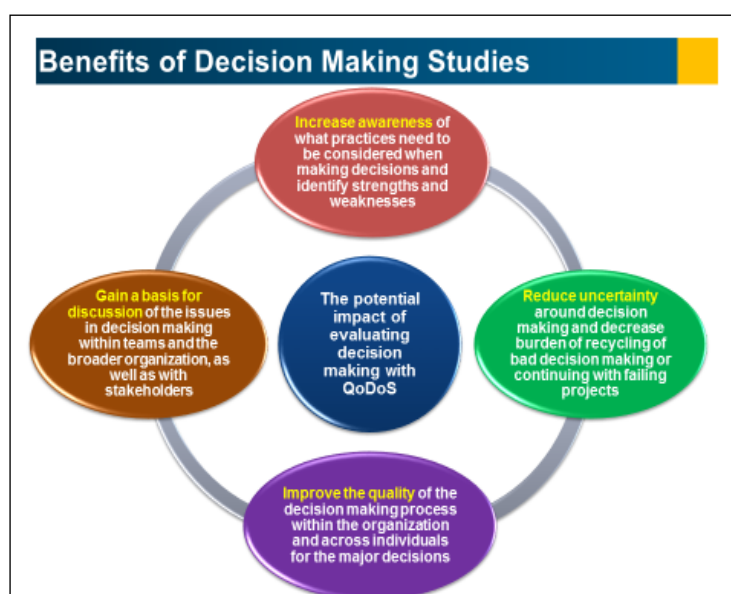 Benefits of Decision Making Studies
Increase awareness of
what practices need to
be considered when
making decisions and
identify strengths and
weaknesses
Gain a basis for
discussion of the issues
in decision making
within teams and the
broader organization, as
well as with
stakeholders
The potential
impact of
evaluating
decision
making with
QoDoS
Reduce uncertainty
around decision
making and decrease
burden of recycling of
bad decision making or
continuing with failing
projects
Improve the quality of the
decision making process
within the organization
and across individuals
for the major decisions